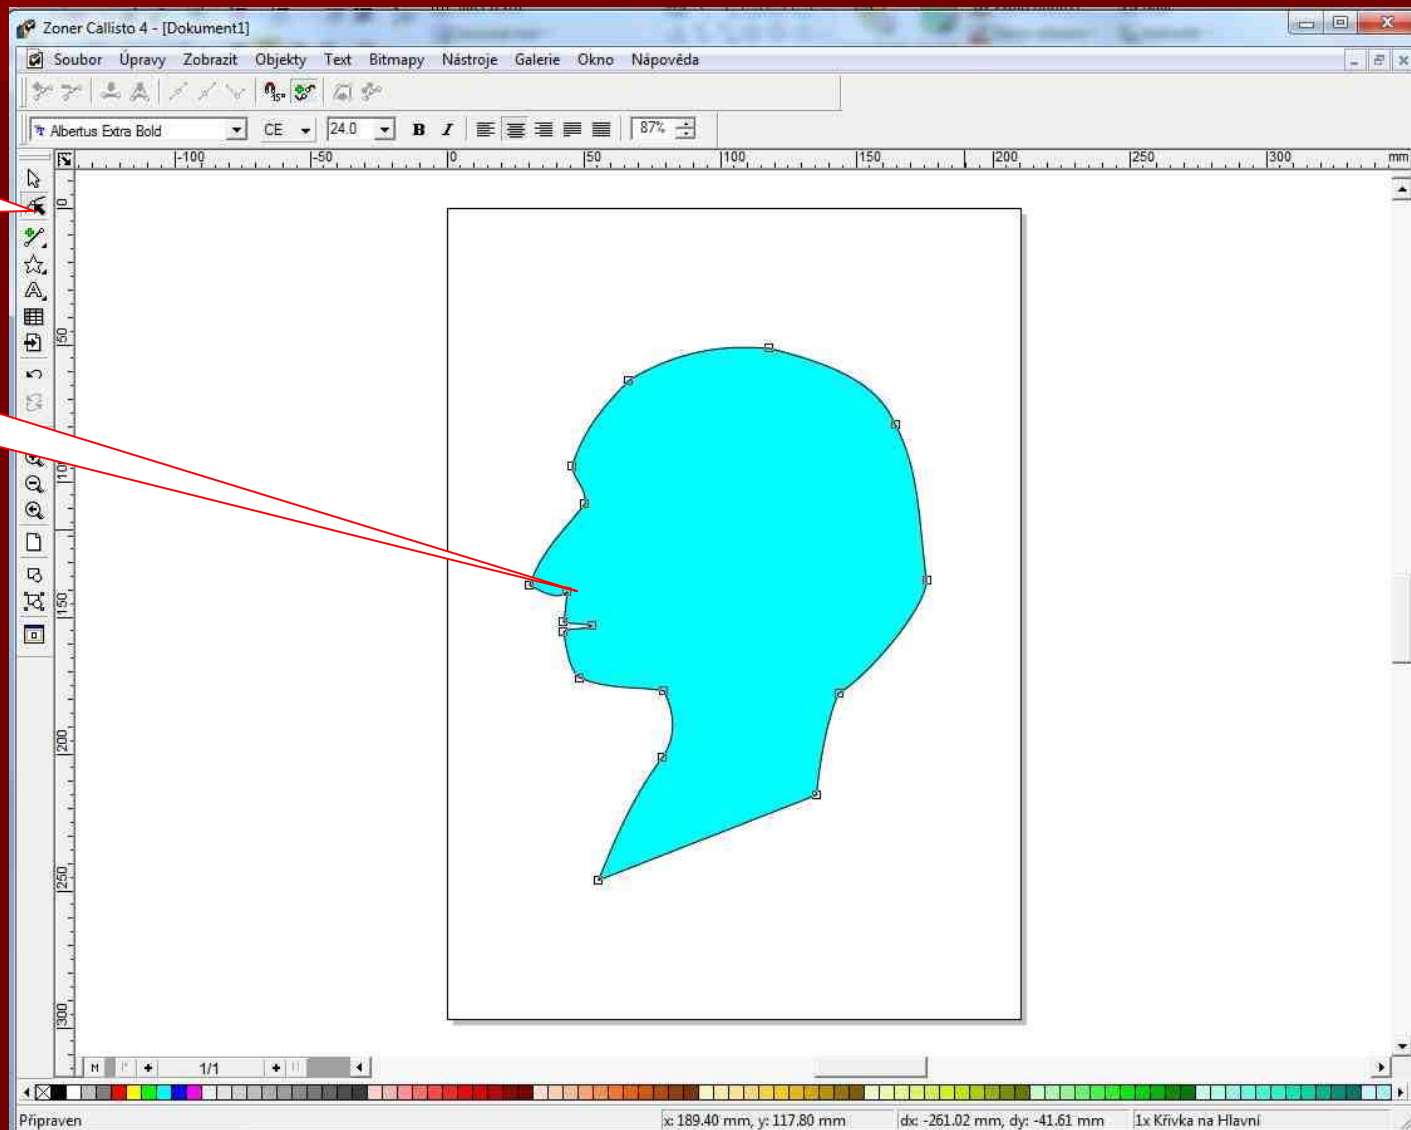 Zoner Callisto 4 - [Dokument1]
Soubor Úpravy Zobrazit Objekty Text Bitmapy Nástroje Galerie Okno Nápověda
15°
Albertus Extra Bold CE 24.0 B I 87%
-100 -50 0 50 100 150 200 250 300 mm
0
50
100
150
200
250
300
M 1/1
Připraven x: 189.40 mm, y: 117.80 mm dx: -261.02 mm, dy: -41.61 mm 1x Křivka na Hlavní